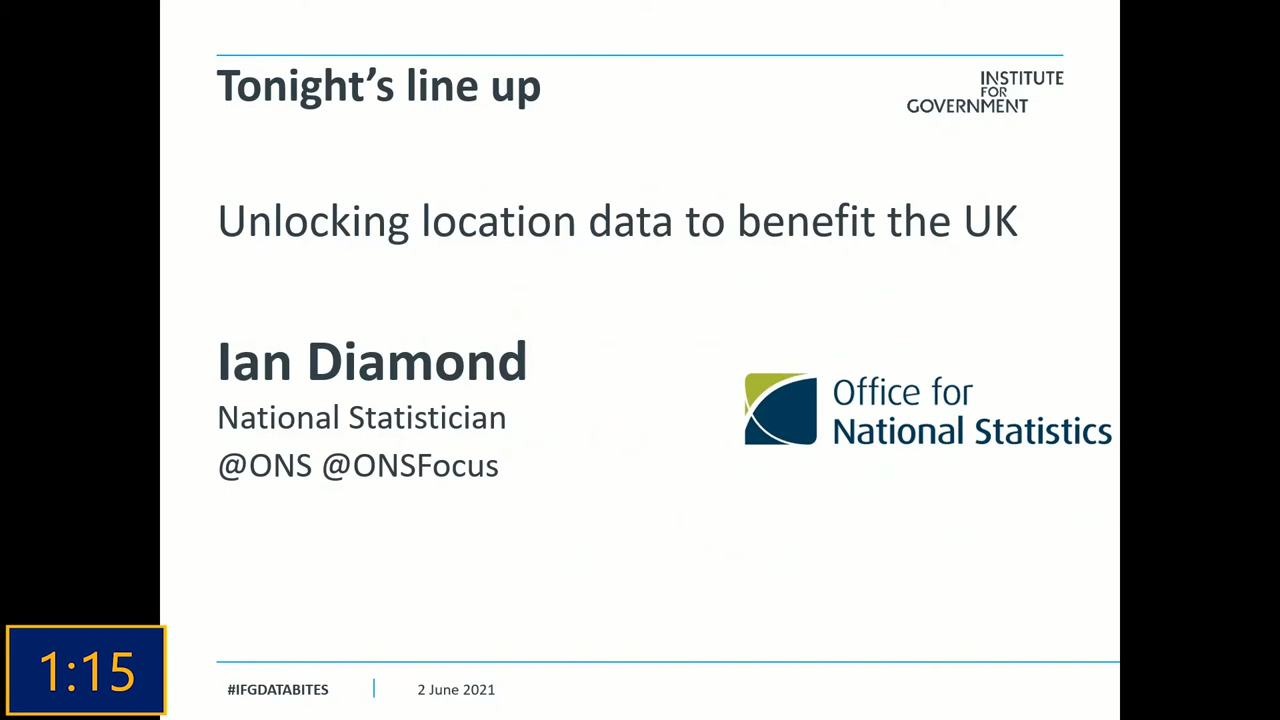 Tonight’s line up
INSTITUTE
FOR
GOVERNMENT
Unlocking location data to benefit the UK
Ian Diamond
National Statistician
@ONS @ONSFocus
Office for
National Statistics
1:15
#IFGDATABITES
2 June 2021